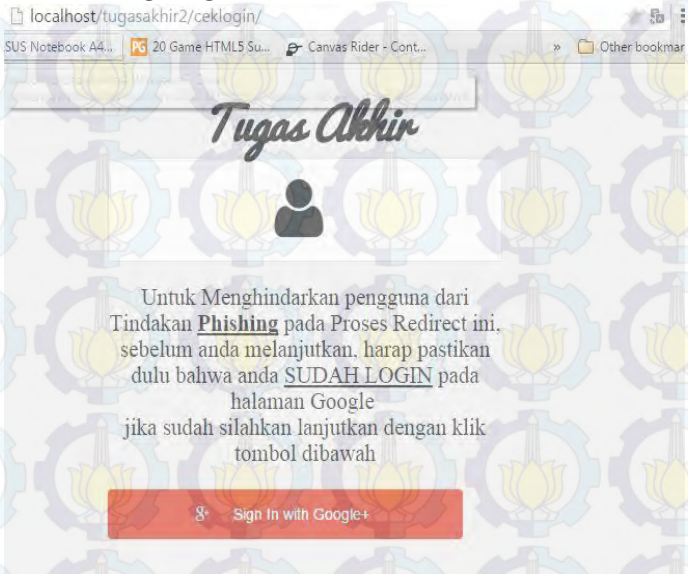 localhost/tugasakhir2/ceklogin/
SUS Notebook A4... PG 20 Game HTML5 Su... Canvas Rider - Cont... » Other bookmar
Tugas Akhir
Untuk Menghindarkan pengguna dari
Tindakan Phishing pada Proses Redirect ini,
sebelum anda melanjutkan, harap pastikan
dulu bahwa anda SUDAH LOGIN pada
halaman Google
jika sudah silahkan lanjutkan dengan klik
tombol dibawah
g+ Sign In with Google+